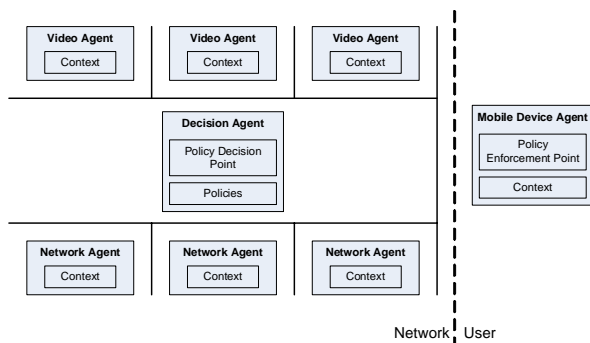 Video Agent
Context
Video Agent
Context
Video Agent
Context
Decision Agent
Policy Decision
Point
Policies
Mobile Device Agent
Policy
Enforcement Point
Context
Network Agent
Context
Network Agent
Context
Network Agent
Context
Network
User